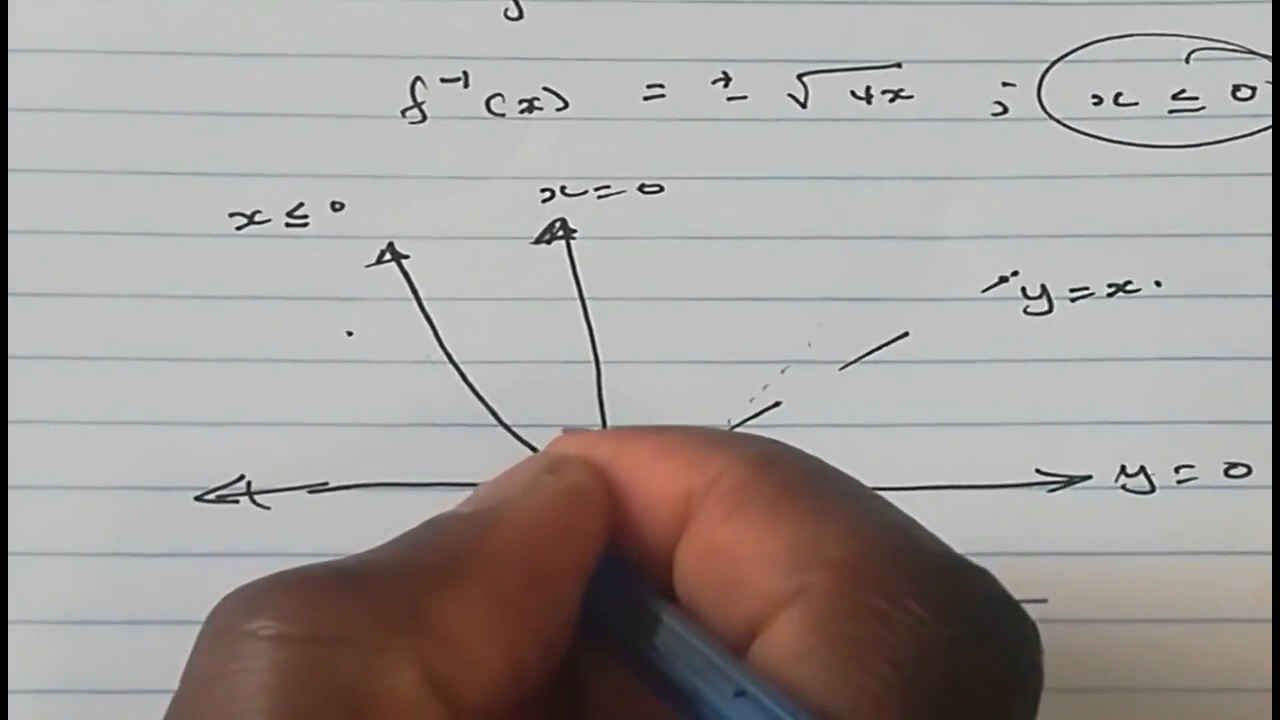 f⁻¹(x) = ± √4x ; x ≤ 0
x = 0
x ≤ 0
y = x.
y = 0